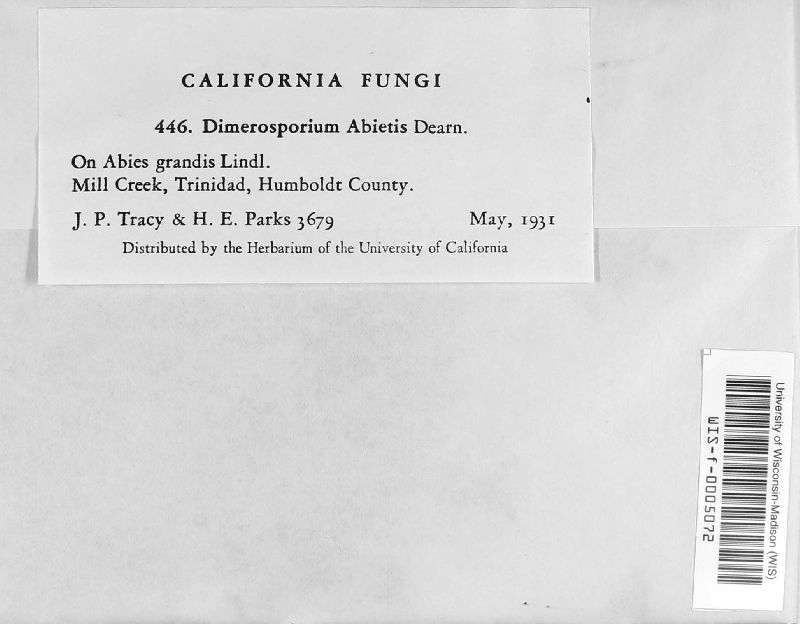 CALIFORNIA FUNGI
446. Dimerosporium Abietis Dearn.
On Abies grandis Lindl.
Mill Creek, Trinidad, Humboldt County.
J. P. Tracy & H. E. Parks 3679 May, 1931
Distributed by the Herbarium of the University of California
University of Wisconsin-Madison (WIS)
WIS-f-0005072